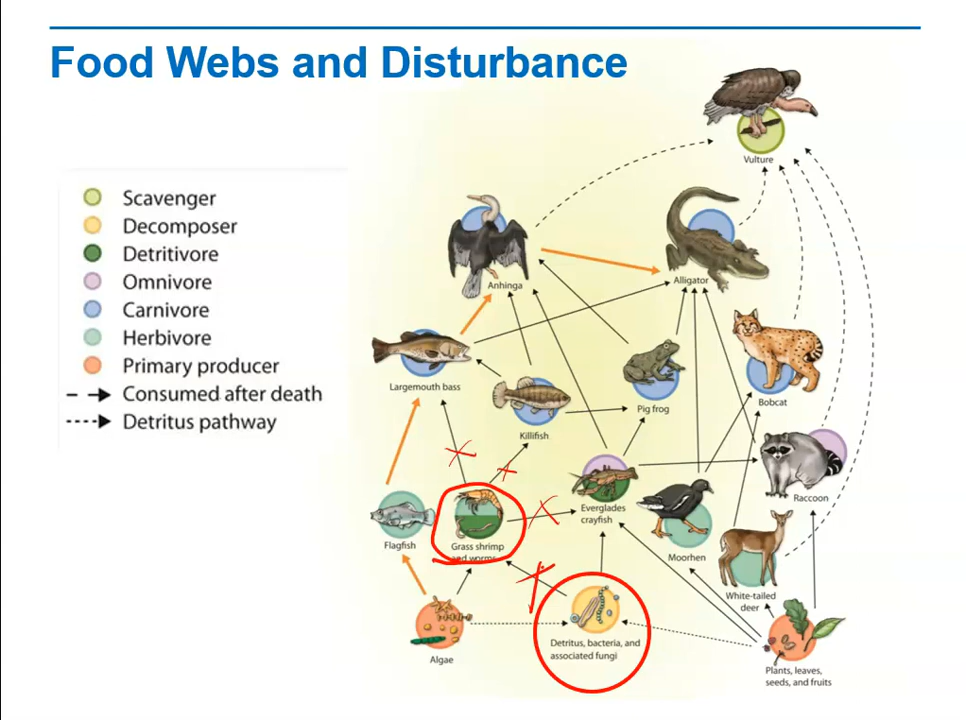 Food Webs and Disturbance
Scavenger
Decomposer
Detritivore
Omnivore
Carnivore
Herbivore
Primary producer
Consumed after death
Detritus pathway
Vulture
Anhinga
Alligator
Largemouth bass
Killifish
Pig frog
Bobcat
Raccoon
Flagfish
Grass shrimp
and worms
Everglades
crayfish
Moorhen
White-tailed
deer
Algae
Detritus, bacteria, and
associated fungi
Plants, leaves,
seeds, and fruits